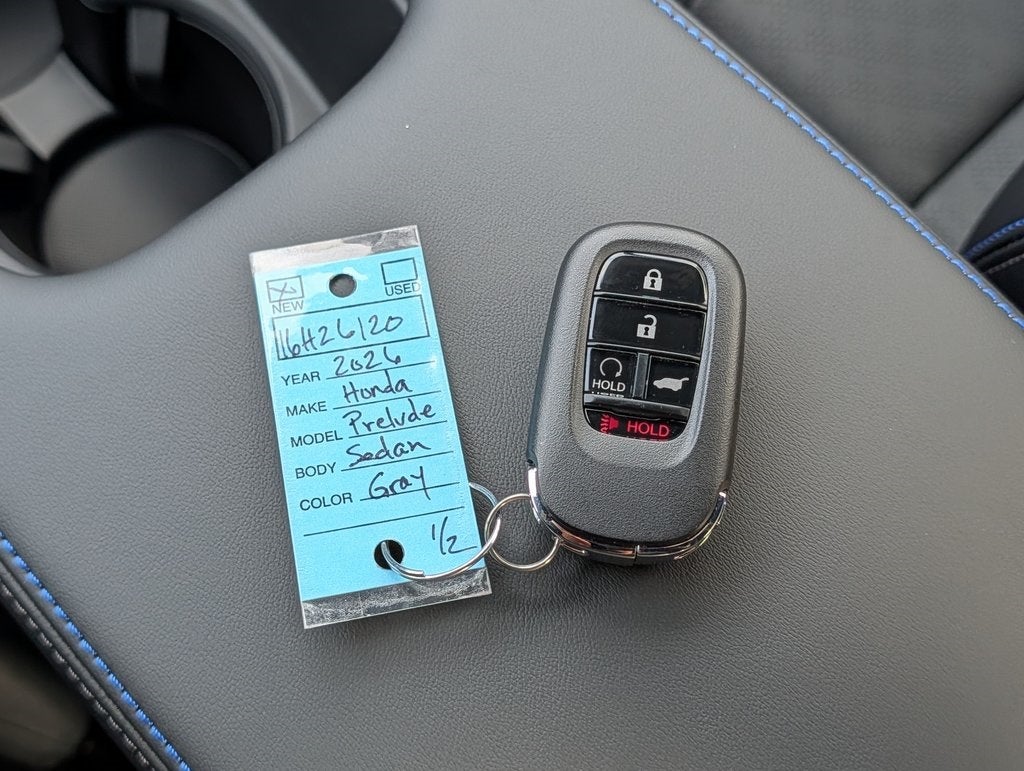 NEW
USED
16H26120
YEAR 2026
MAKE Honda
MODEL Prelude
BODY Sedan
COLOR Gray
1/2
HOLD
HOLD